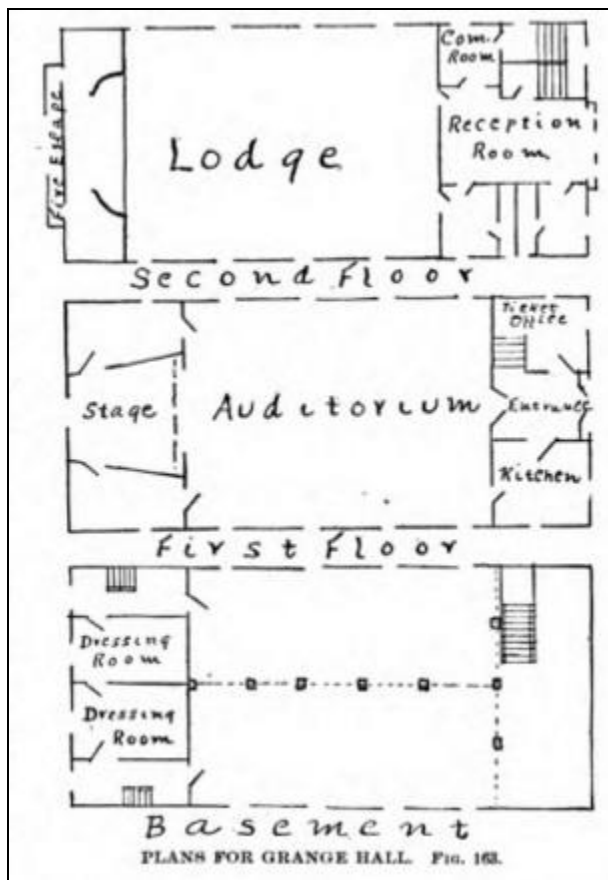 Com.
Room
Reception
Room
Lodge
Fire Escape
Second Floor
Ticket
Office
Stage
Auditorium
Entrance
Kitchen
First Floor
Dressing
Room
Dressing
Room
Basement
PLANS FOR GRANGE HALL. FIG. 163.